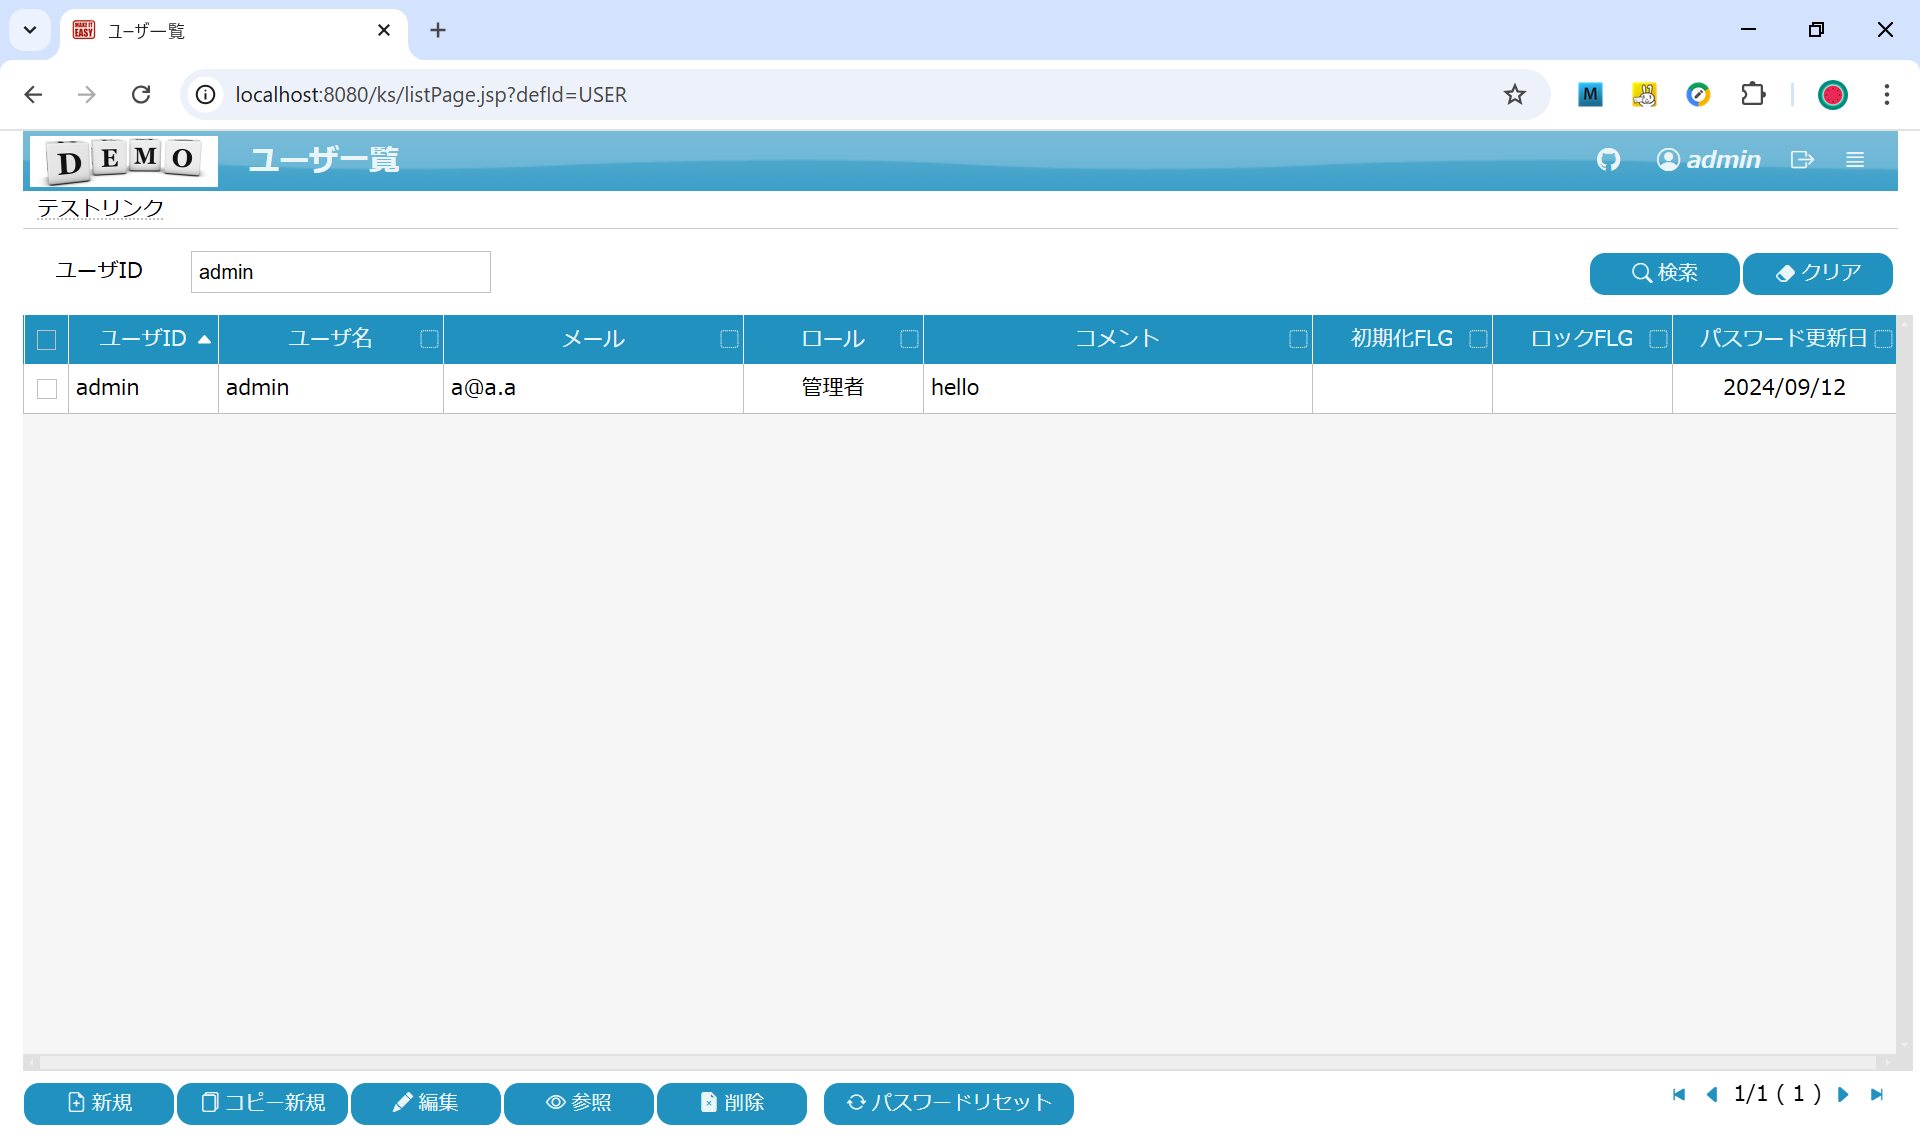 ユーザ一覧
localhost:8080/ks/listPage.jsp?defId=USER
M
MAKE IT EASY
DEMO ユーザ一覧 admin
テストリンク
ユーザID admin 検索 クリア
ユーザID ユーザ名 メール ロール コメント 初期化FLG ロックFLG パスワード更新日
admin admin a@a.a 管理者 hello 2024/09/12
新規 コピー新規 編集 参照 削除 パスワードリセット 1/1 ( 1 )